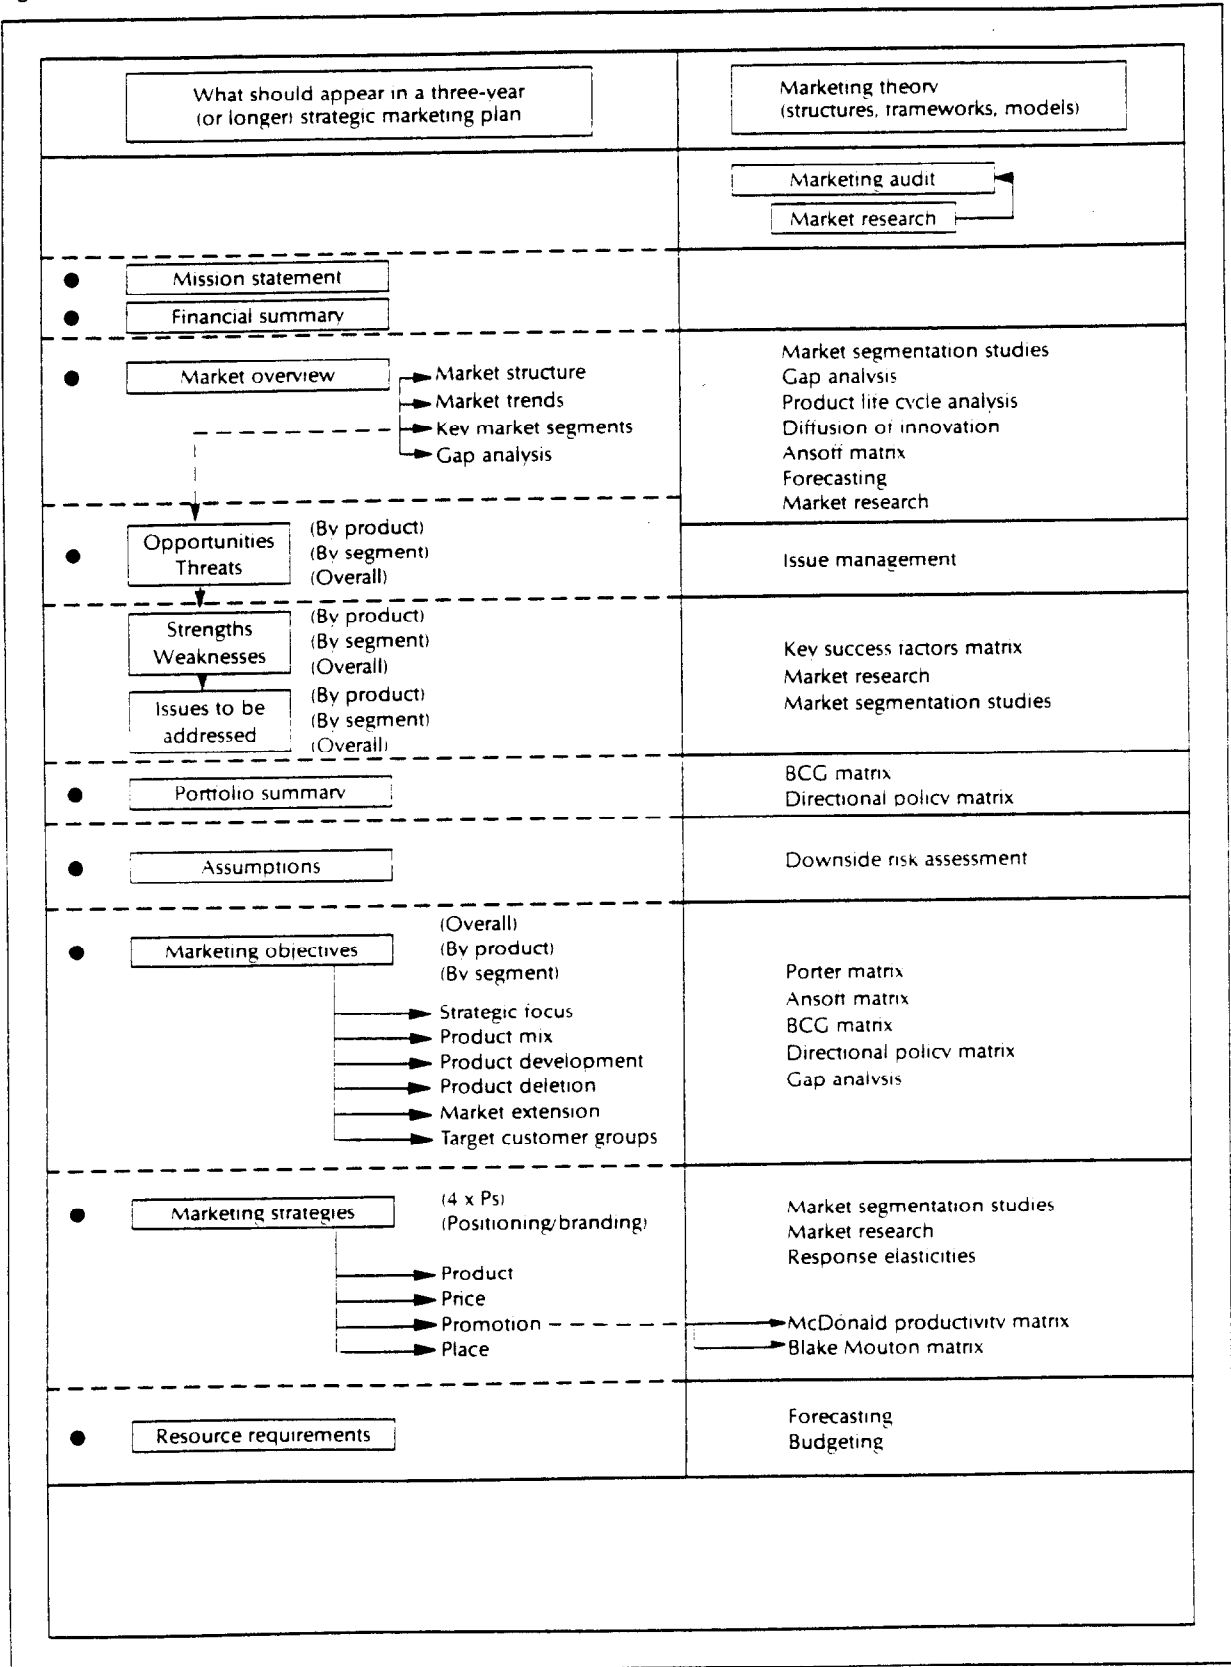 What should appear in a three-year
(or longer) strategic marketing plan
Marketing theory
(structures, frameworks, models)
Marketing audit
Market research
Mission statement
Financial summary
Market overview
Market structure
Market trends
Key market segments
Gap analysis
Market segmentation studies
Gap analysis
Product life cycle analysis
Diffusion of innovation
Ansoff matrix
Forecasting
Market research
Opportunities
Threats
(By product)
(By segment)
(Overall)
Issue management
Strengths
Weaknesses
(By product)
(By segment)
(Overall)
Issues to be
addressed
(By product)
(By segment)
(Overall)
Key success factors matrix
Market research
Market segmentation studies
Portfolio summary
BCG matrix
Directional policy matrix
Assumptions
Downside risk assessment
Marketing objectives
(Overall)
(By product)
(By segment)
Strategic focus
Product mix
Product development
Product deletion
Market extension
Target customer groups
Porter matrix
Ansoff matrix
BCG matrix
Directional policy matrix
Gap analysis
Marketing strategies
(4 x Ps)
(Positioning/branding)
Product
Price
Promotion
Place
Market segmentation studies
Market research
Response elasticities
McDonald productivity matrix
Blake Mouton matrix
Resource requirements
Forecasting
Budgeting